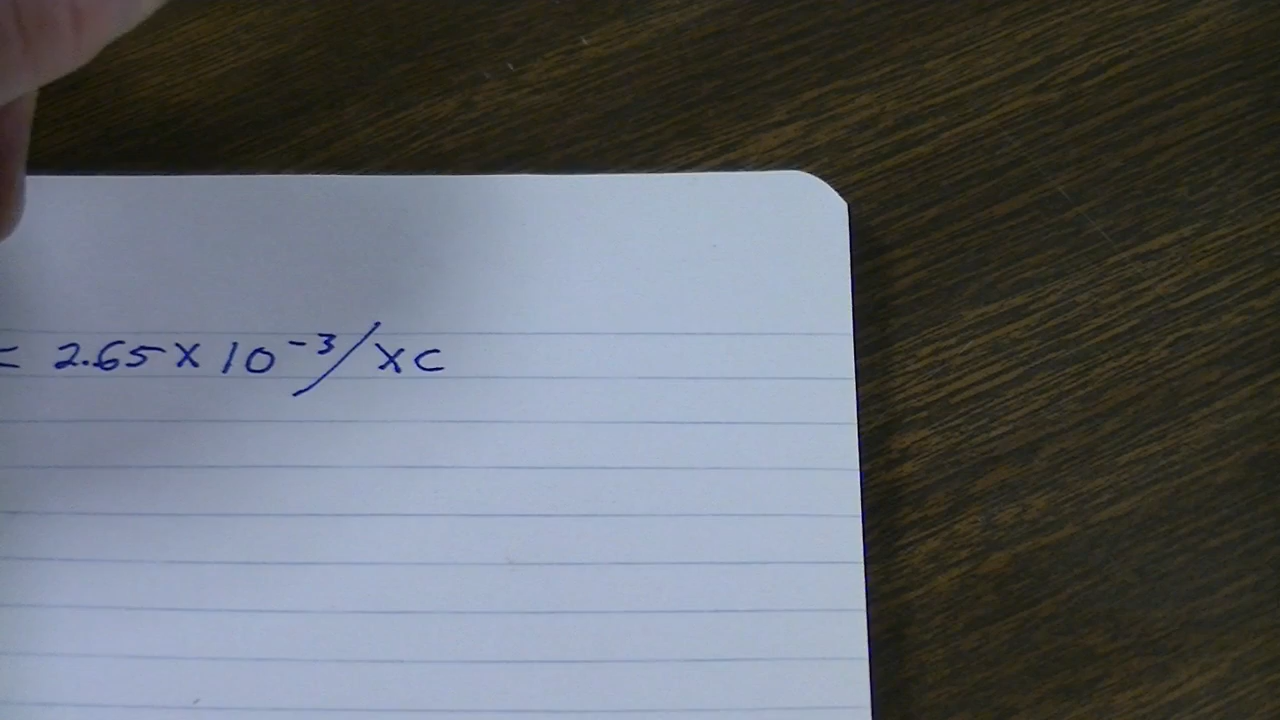 = 2.65 x 10⁻³/xc